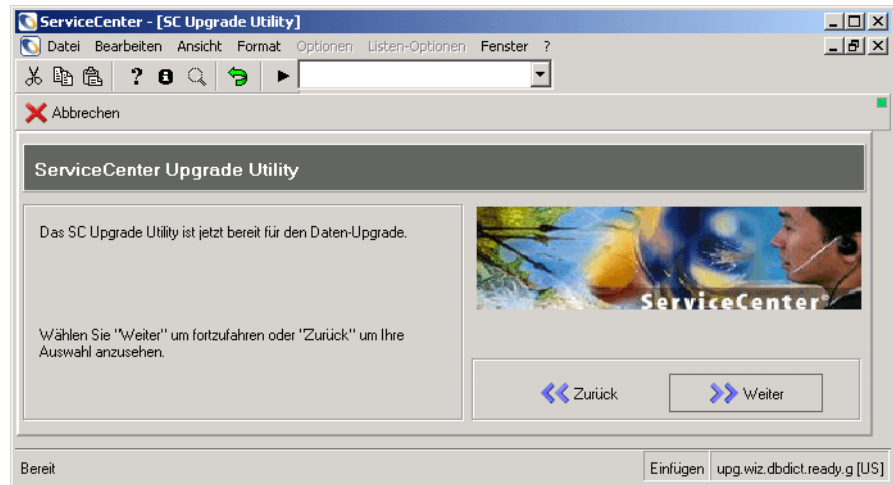 ServiceCenter - [SC Upgrade Utility]
Datei Bearbeiten Ansicht Format Optionen Listen-Optionen Fenster ?
Abbrechen
ServiceCenter Upgrade Utility
Das SC Upgrade Utility ist jetzt bereit für den Daten-Upgrade.
Wählen Sie "Weiter" um fortzufahren oder "Zurück" um Ihre
Auswahl anzusehen.
ServiceCenter®
Zurück Weiter
Bereit Einfügen upg.wiz.dbdict.ready.g [US]